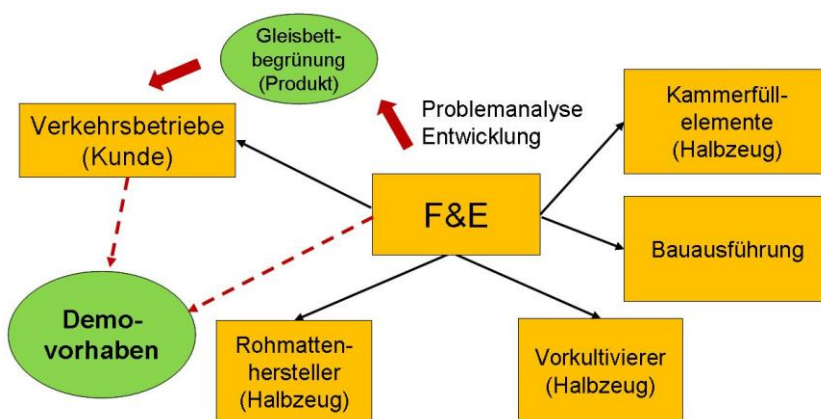 Gleisbett-
begrünung
(Produkt)
Problemanalyse
Entwicklung
Kammerfüll-
elemente
(Halbzeug)
Verkehrsbetriebe
(Kunde)
F&E
Bauausführung
Demo-
vorhaben
Rohmatten-
hersteller
(Halbzeug)
Vorkultivierer
(Halbzeug)